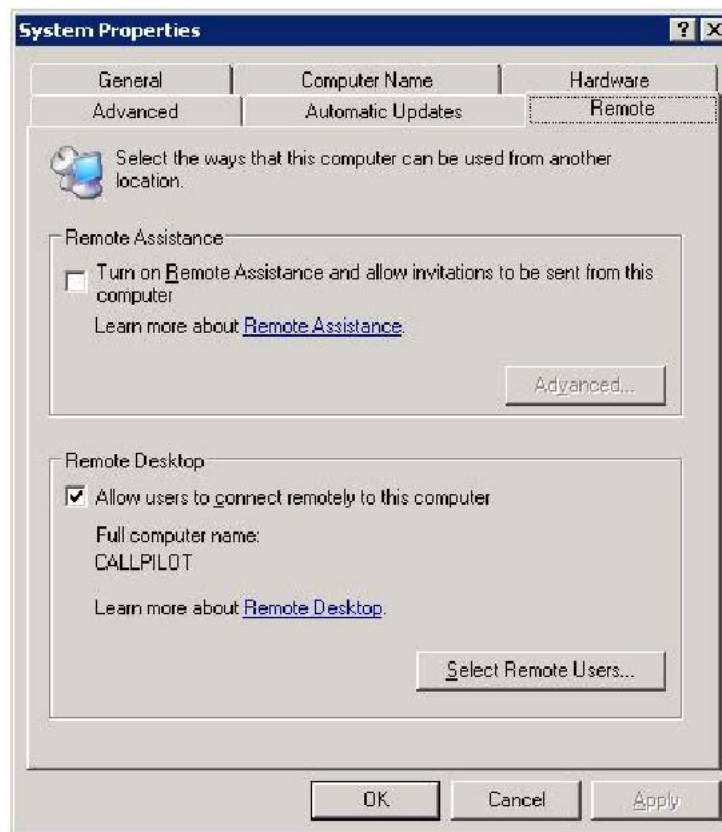 System Properties
General
Computer Name
Hardware
Advanced
Automatic Updates
Remote
Select the ways that this computer can be used from another
location.
Remote Assistance
Turn on Remote Assistance and allow invitations to be sent from this
computer
Learn more about Remote Assistance.
Advanced...
Remote Desktop
Allow users to connect remotely to this computer
Full computer name:
CALLPILOT
Learn more about Remote Desktop.
Select Remote Users...
OK
Cancel
Apply